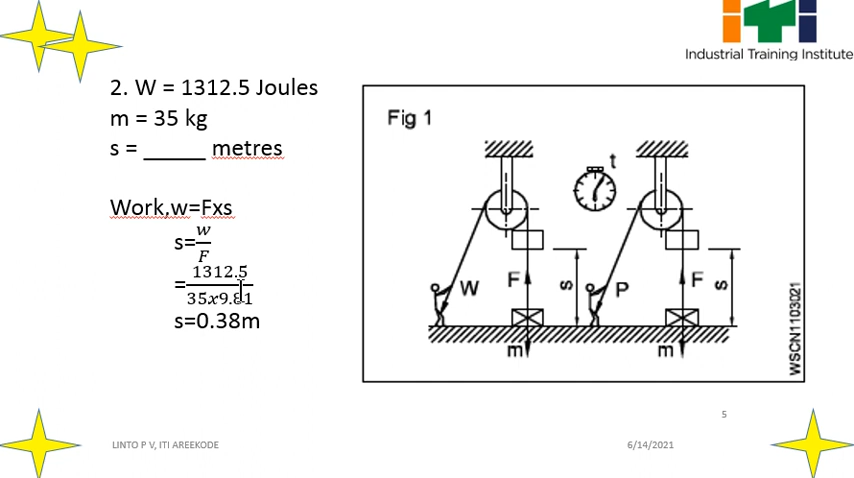 Industrial Training Institute
2. W = 1312.5 Joules
m = 35 kg
s = _____ metres
Work,w=Fxs
s=w/F
=1312.5/35x9.81
s=0.38m
Fig 1
t
W F s P F s
m m
WSCN1103021
5
LINTO P V, ITI AREEKODE
6/14/2021